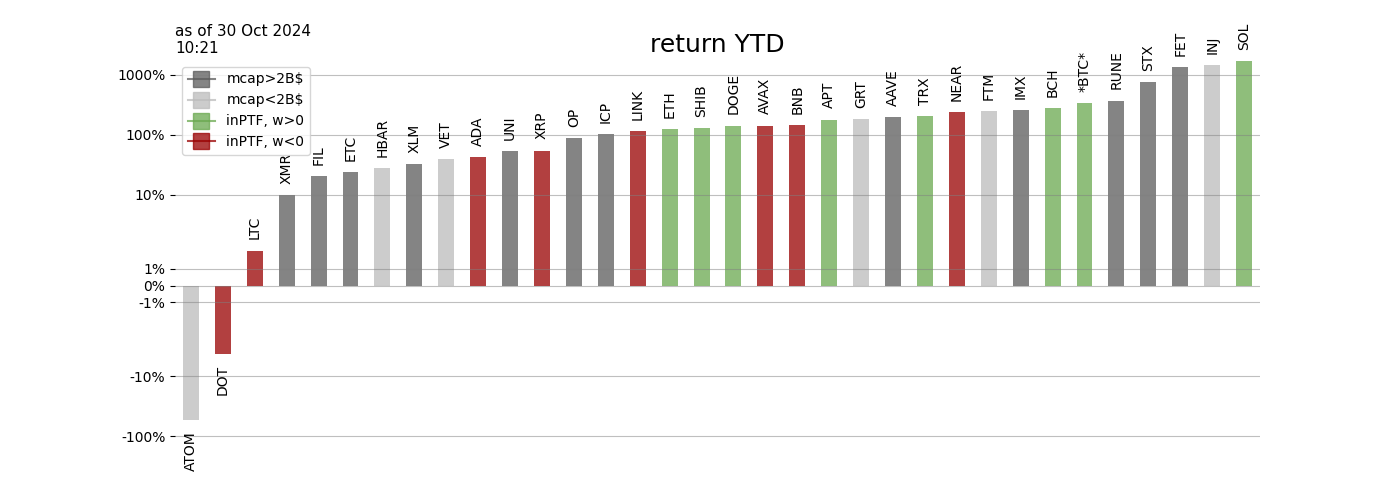 as of 30 Oct 2024
10:21
return YTD
mcap>2B$
mcap<2B$
inPTF, w>0
inPTF, w<0
1000%
100%
10%
1%
0%
-1%
-10%
-100%
ATOM
DOT
LTC
XMR
FIL
ETC
HBAR
XLM
VET
ADA
UNI
XRP
OP
ICP
LINK
ETH
SHIB
DOGE
AVAX
BNB
APT
GRT
AAVE
TRX
NEAR
FTM
IMX
BCH
*BTC*
RUNE
STX
FET
INJ
SOL